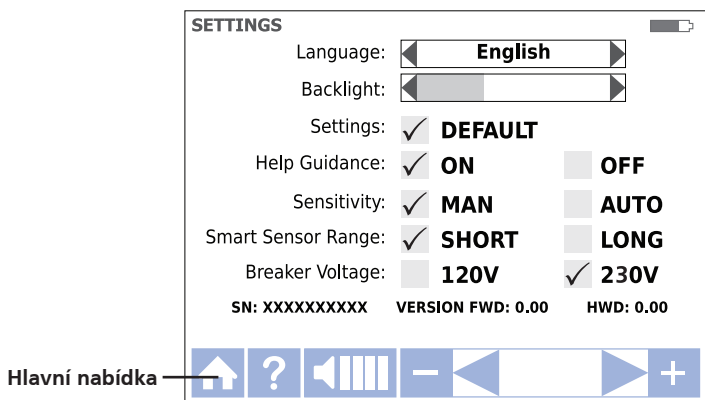 SETTINGS
Language: English
Backlight:
Settings: ✓ DEFAULT
Help Guidance: ✓ ON OFF
Sensitivity: ✓ MAN AUTO
Smart Sensor Range: ✓ SHORT LONG
Breaker Voltage: 120V ✓ 230V
SN: XXXXXXXXXX VERSION FWD: 0.00 HWD: 0.00
Hlavní nabídka ? − +